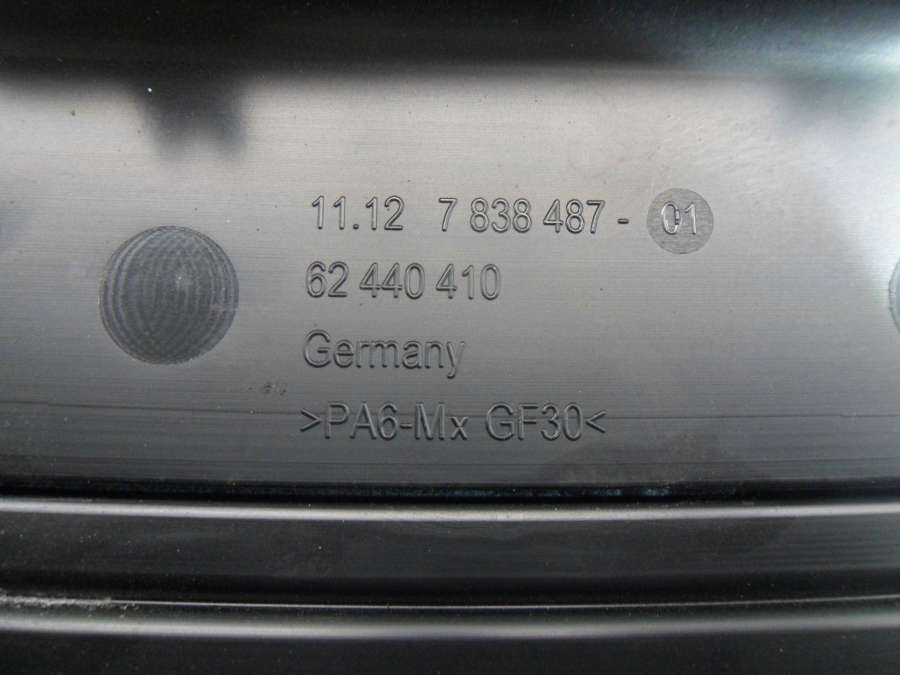 11.12 7 838 487- 01
62 440 410
Germany
>PA6-Mx GF30<